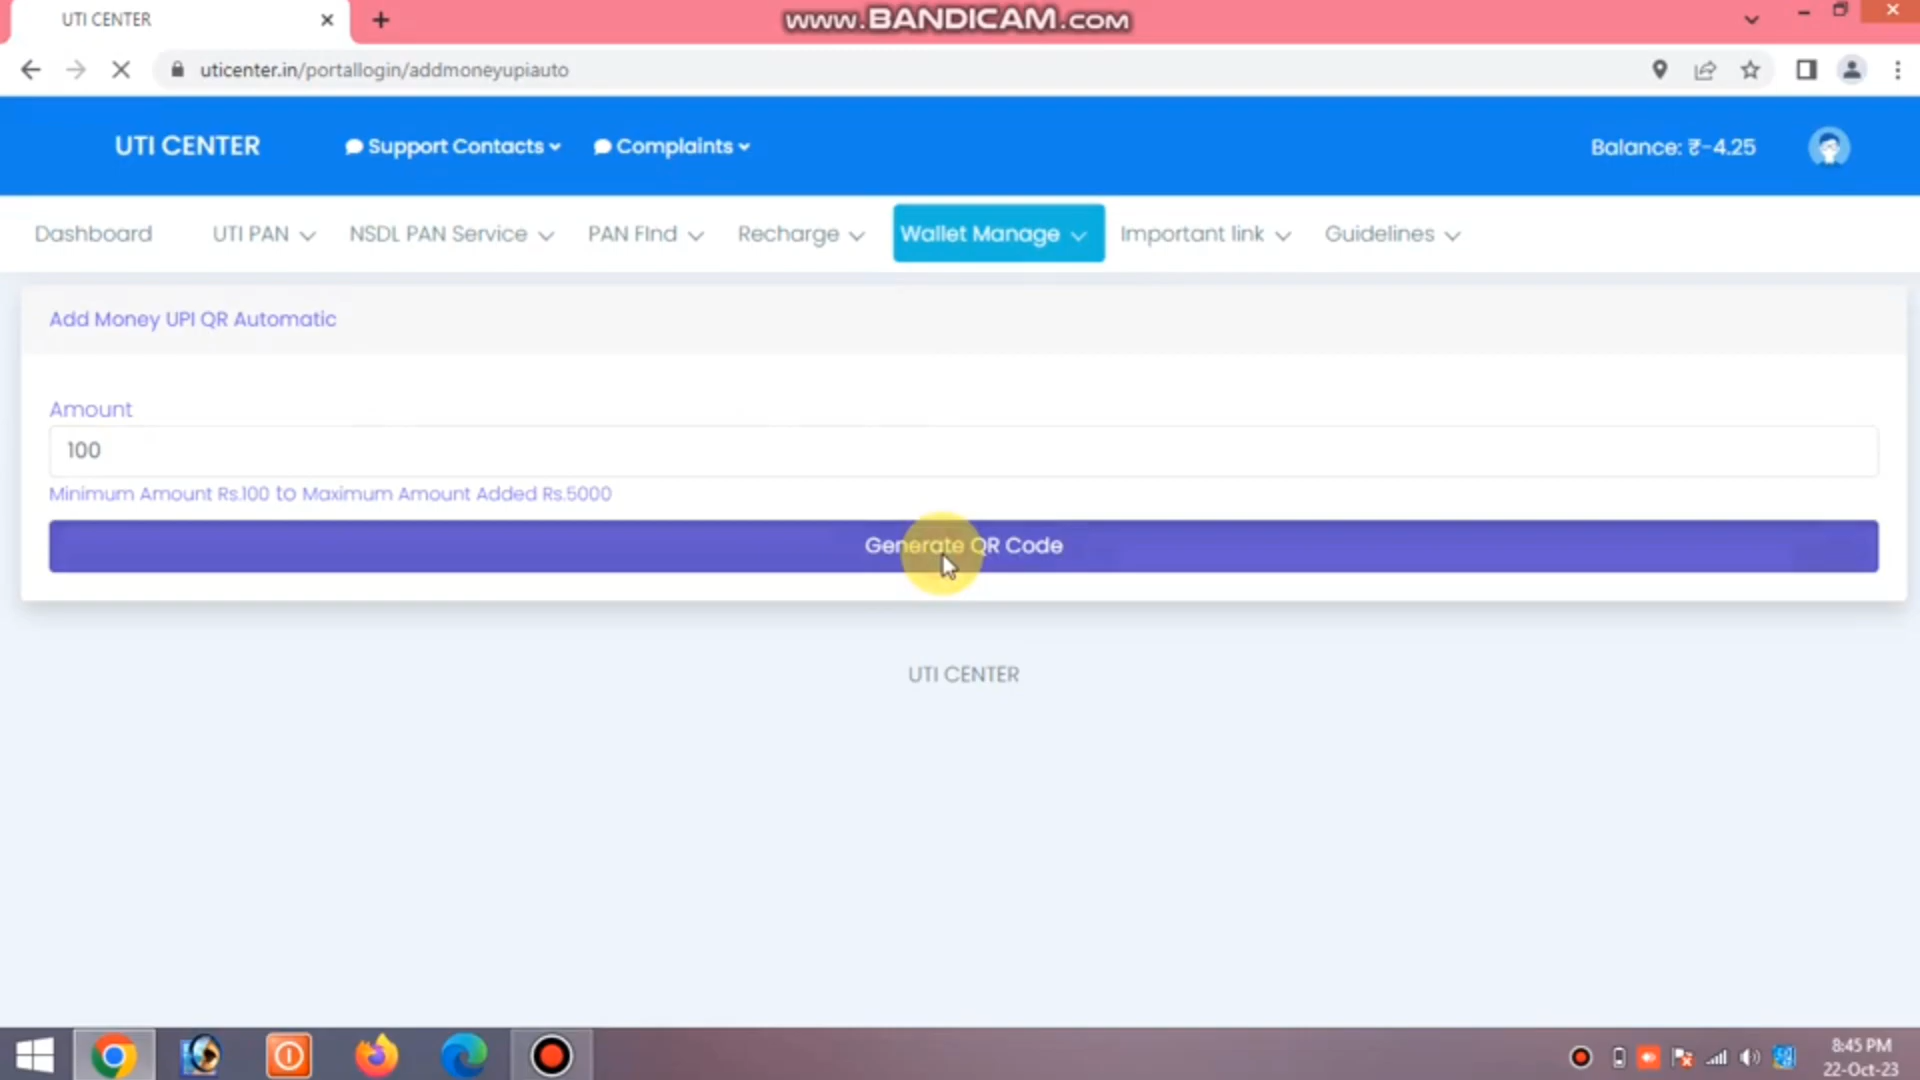 UTI CENTER
www.BANDICAM.com
uticenter.in/portallogin/addmoneyupiauto
UTI CENTER
Support Contacts
Complaints
Balance: ₹-4.25
Dashboard
UTI PAN
NSDL PAN Service
PAN FInd
Recharge
Wallet Manage
Important link
Guidelines
Add Money UPI QR Automatic
Amount
100
Minimum Amount Rs.100 to Maximum Amount Added Rs.5000
Generate QR Code
UTI CENTER
8:45 PM
22-Oct-23